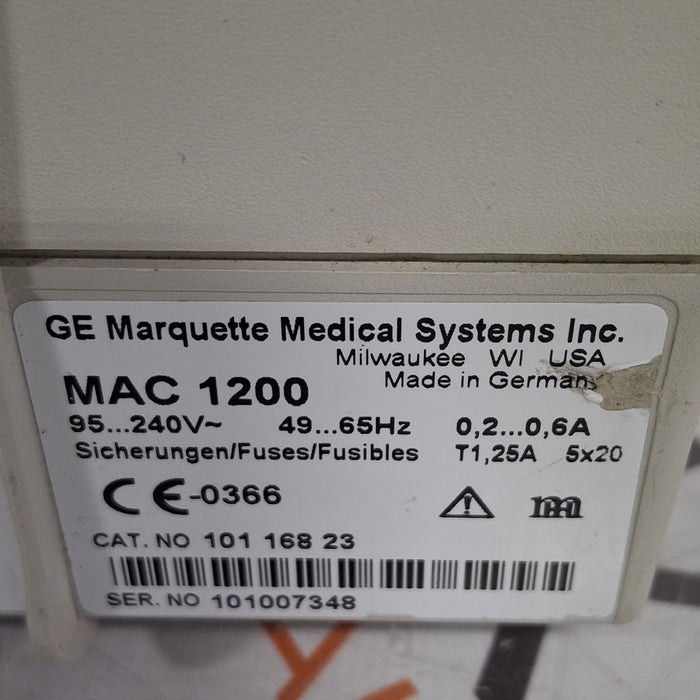 GE Marquette Medical Systems Inc.
Milwaukee WI USA
MAC 1200
Made in German
95...240V~ 49...65Hz 0,2...0,6A
Sicherungen/Fuses/Fusibles T1,25A 5x20
CE-0366
CAT. NO 101 168 23
SER. NO 101007348